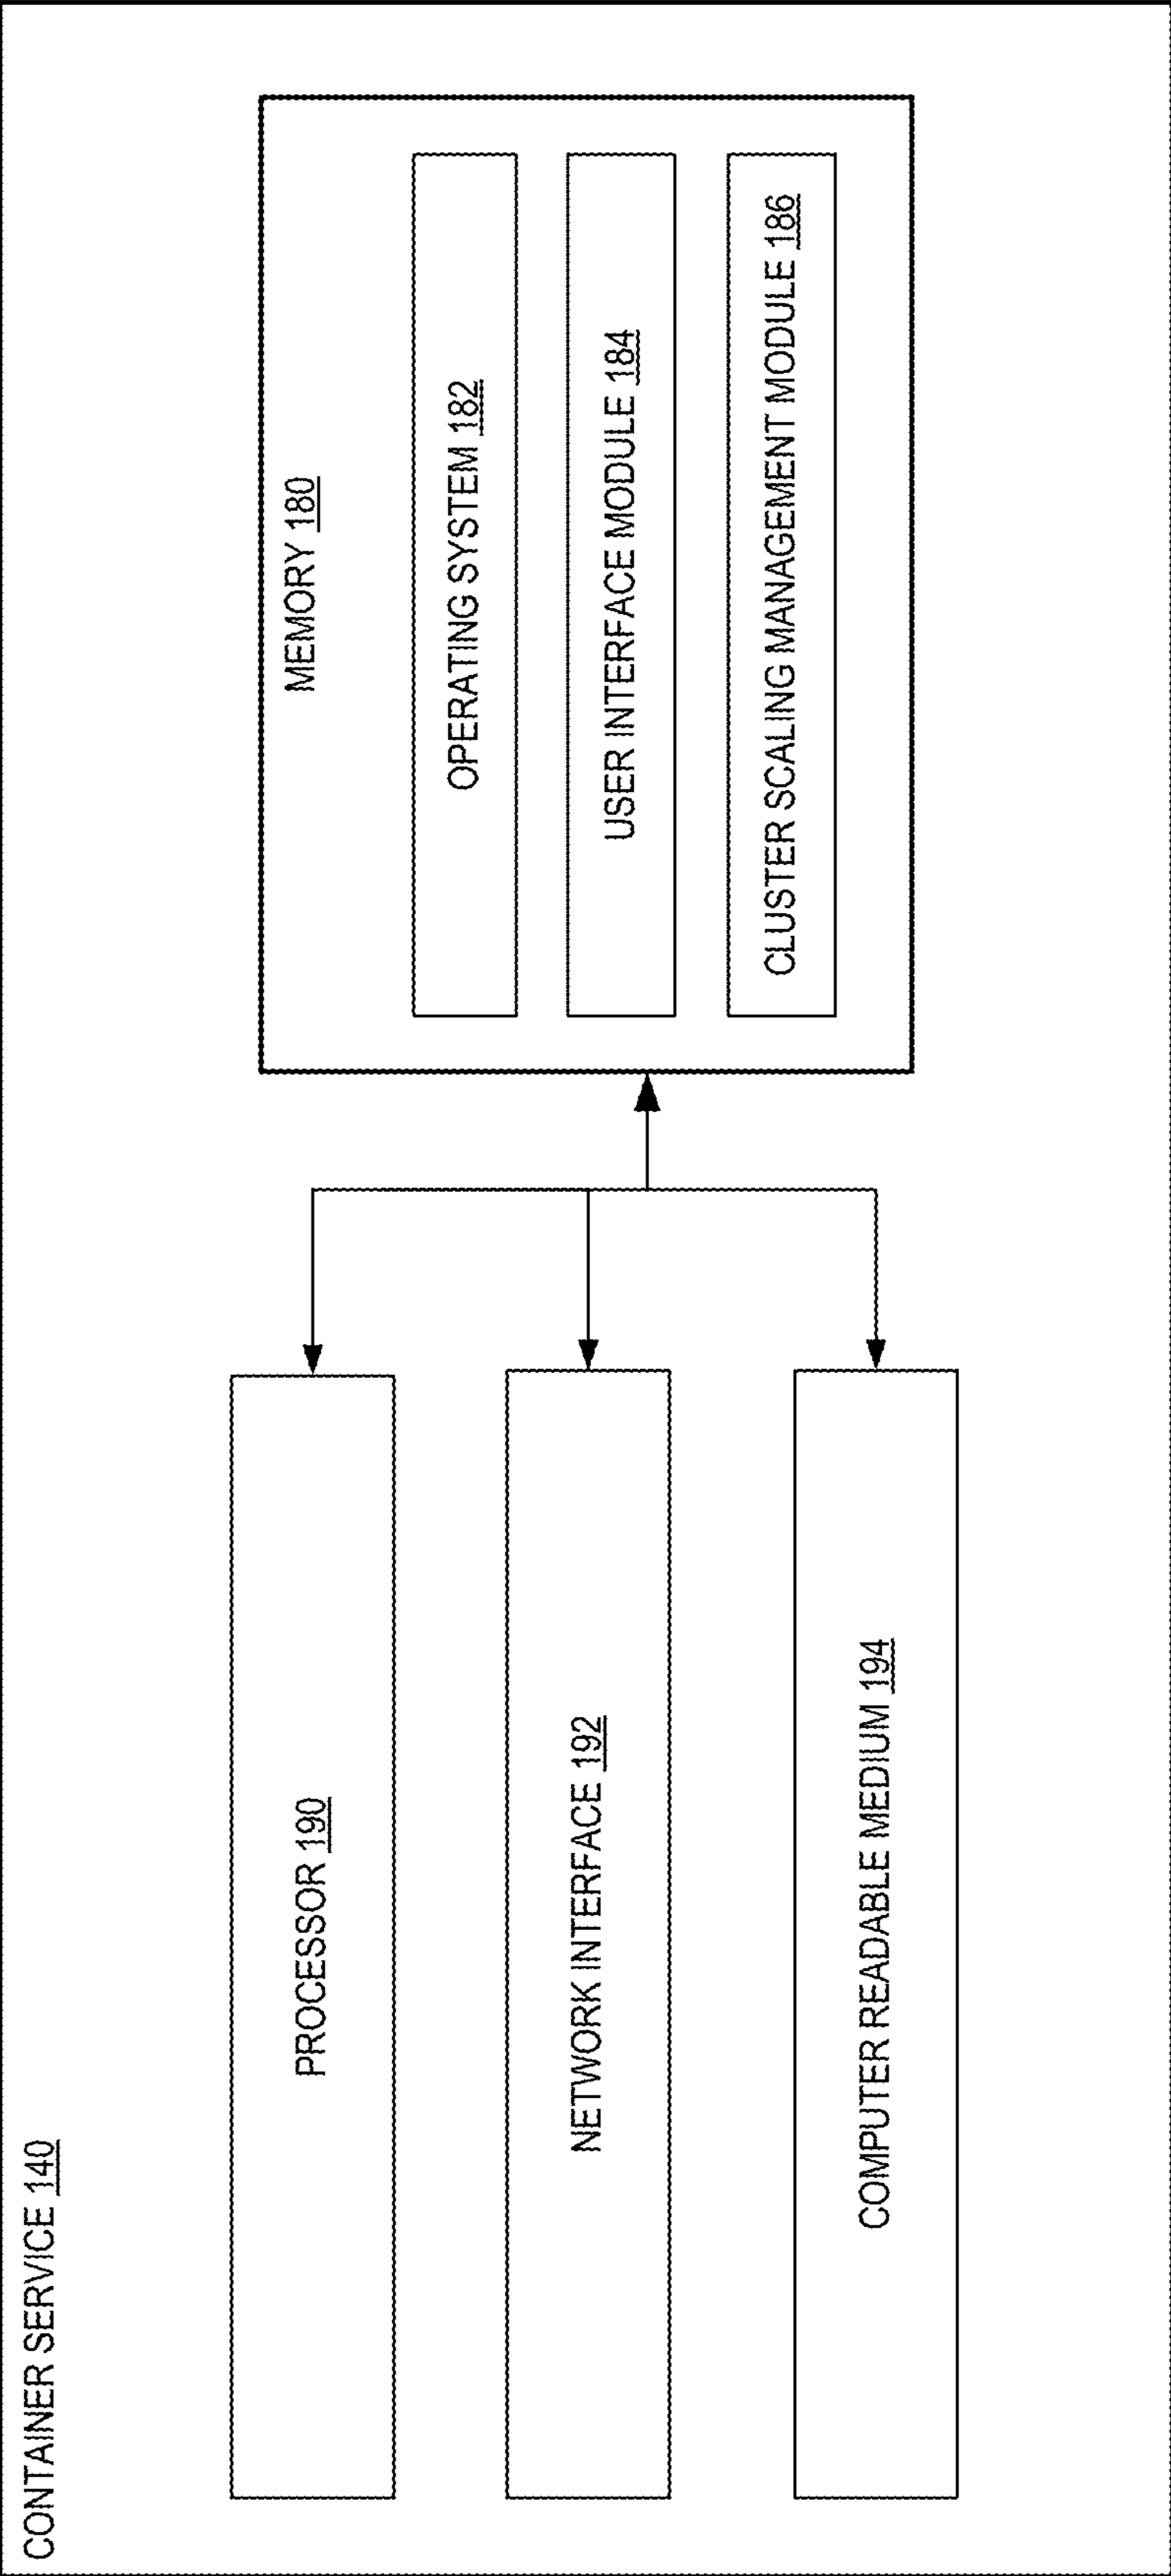 CONTAINER SERVICE 140
PROCESSOR 190
NETWORK INTERFACE 192
COMPUTER READABLE MEDIUM 194
MEMORY 180
OPERATING SYSTEM 182
USER INTERFACE MODULE 184
CLUSTER SCALING MANAGEMENT MODULE 186